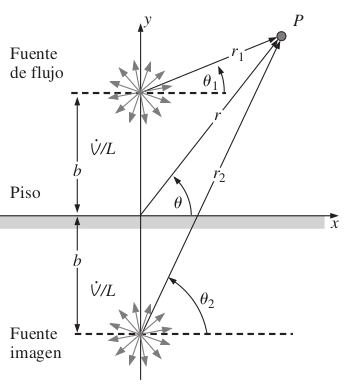 y
P
Fuente
de flujo
r₁
θ₁
V̇/L
r
b
r₂
Piso
θ
x
b
V̇/L
θ₂
Fuente
imagen